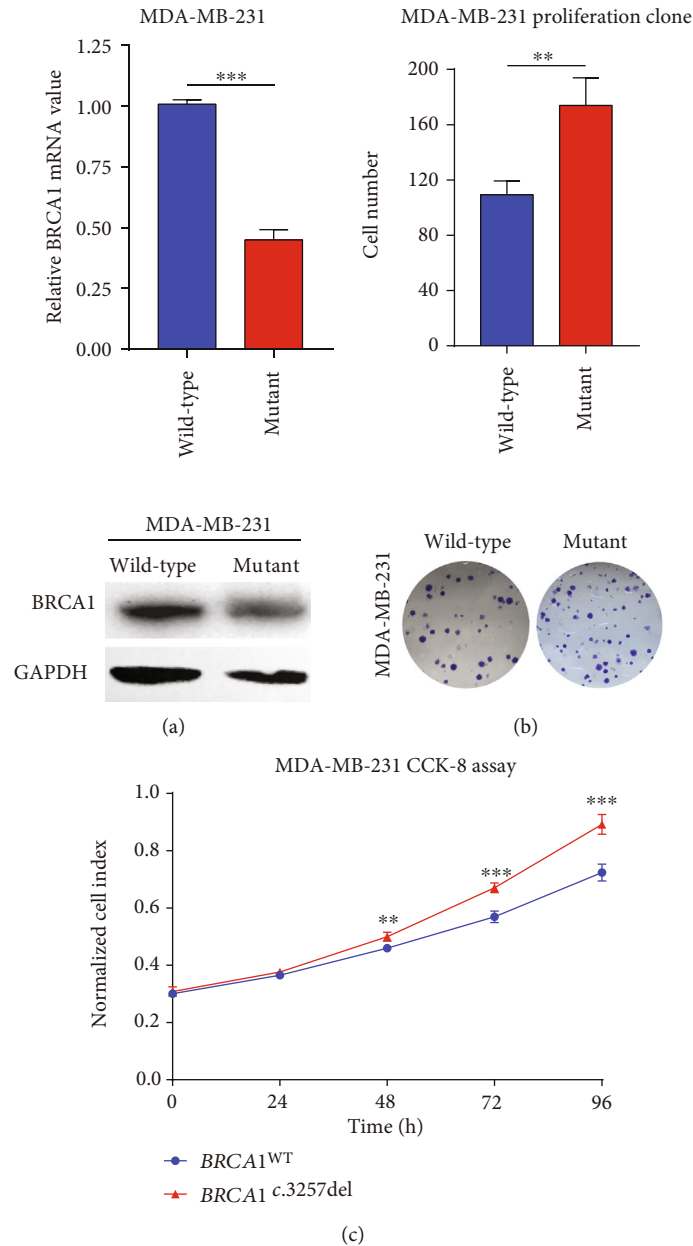 MDA-MB-231
Relative BRCA1 mRNA value
1.25
1.00
0.75
0.50
0.25
0.00
***
Wild-type
Mutant
MDA-MB-231 proliferation clone
Cell number
200
160
120
80
40
0
**
Wild-type
Mutant
MDA-MB-231
Wild-type Mutant
BRCA1
GAPDH
(a)
MDA-MB-231
Wild-type Mutant
(b)
MDA-MB-231 CCK-8 assay
Normalized cell index
1.0
0.8
0.6
0.4
0.2
0.0
**
***
***
0 24 48 72 96
Time (h)
BRCA1WT
BRCA1 c.3257del
(c)